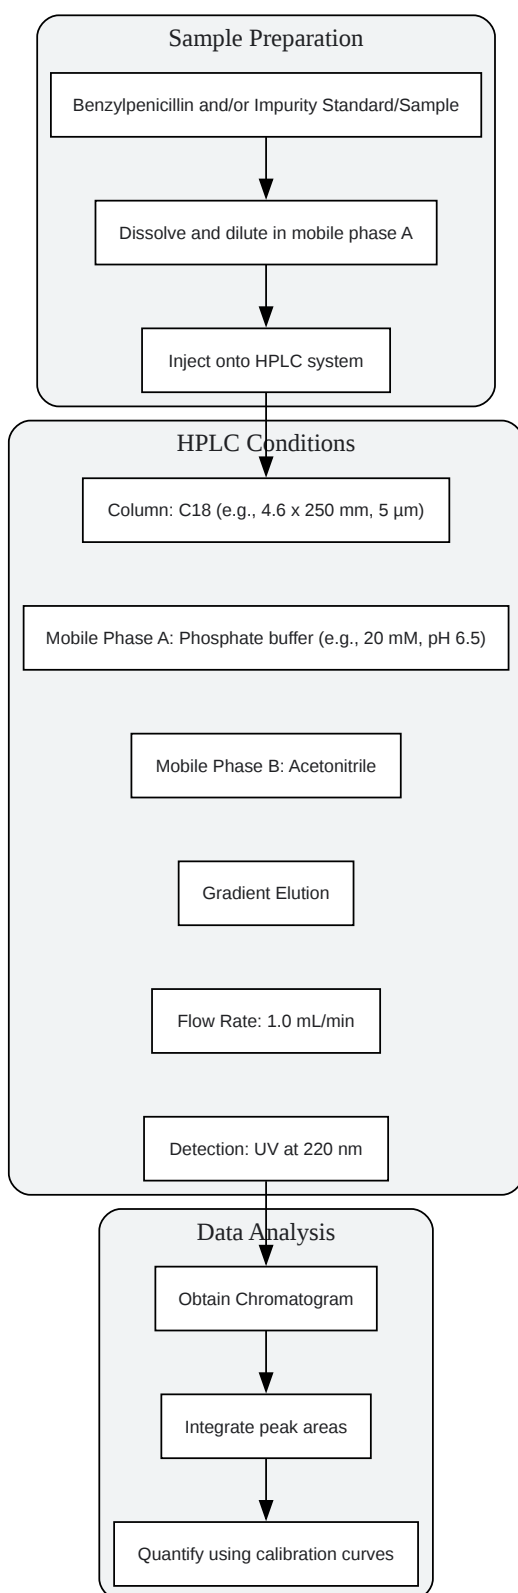 Sample Preparation
Benzylpenicillin and/or Impurity Standard/Sample
Dissolve and dilute in mobile phase A
Inject onto HPLC system
HPLC Conditions
Column: C18 (e.g., 4.6 x 250 mm, 5 µm)
Mobile Phase A: Phosphate buffer (e.g., 20 mM, pH 6.5)
Mobile Phase B: Acetonitrile
Gradient Elution
Flow Rate: 1.0 mL/min
Detection: UV at 220 nm
Data Analysis
Obtain Chromatogram
Integrate peak areas
Quantify using calibration curves